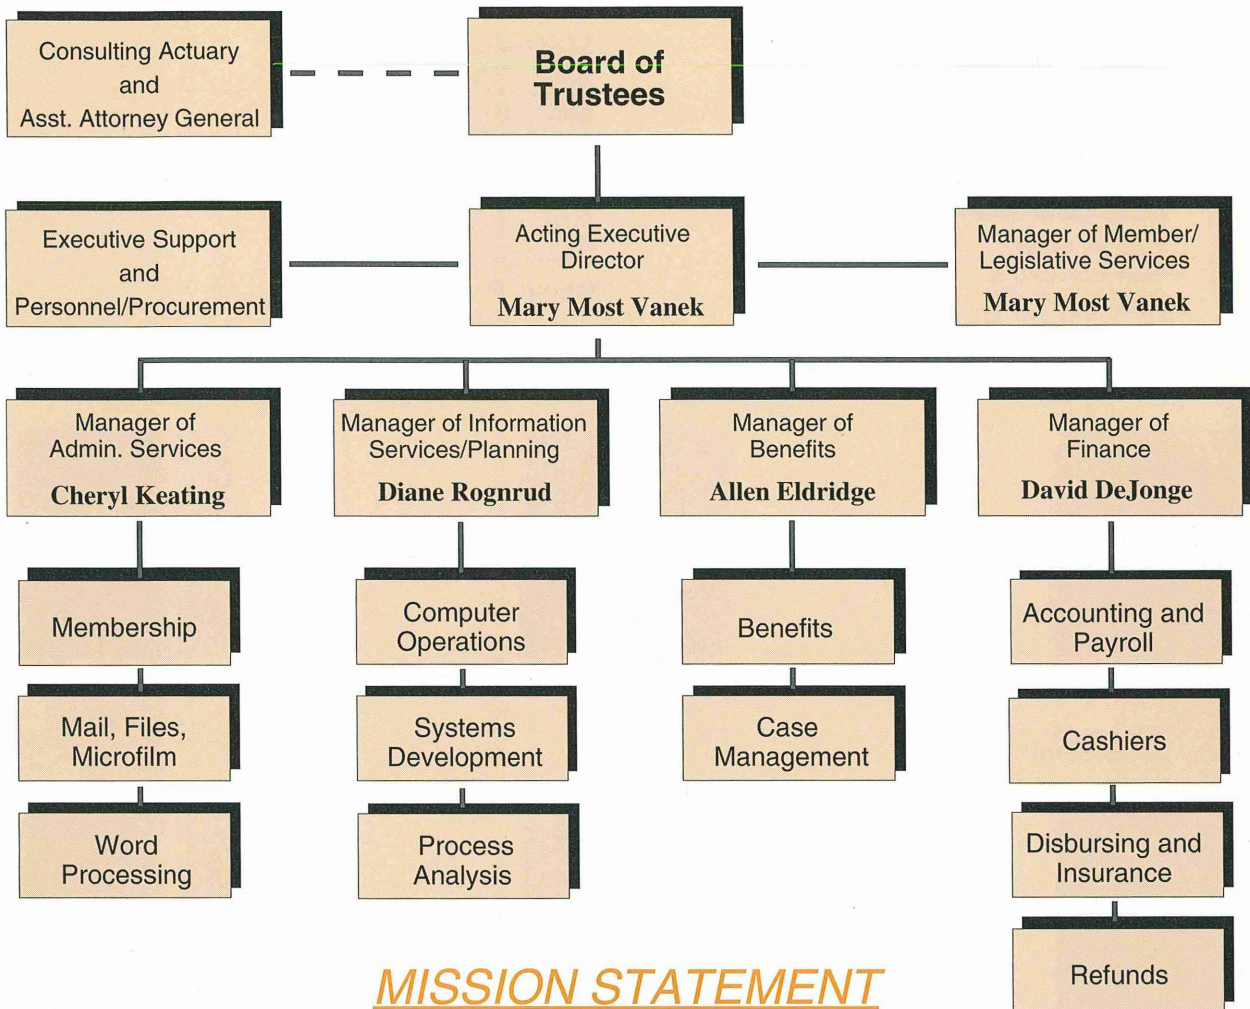 Consulting Actuary
and
Asst. Attorney General
Board of
Trustees
Executive Support
and
Personnel/Procurement
Acting Executive
Director
Mary Most Vanek
Manager of Member/
Legislative Services
Mary Most Vanek
Manager of
Admin. Services
Cheryl Keating
Manager of Information
Services/Planning
Diane Rognrud
Manager of
Benefits
Allen Eldridge
Manager of
Finance
David DeJonge
Membership
Computer
Operations
Benefits
Accounting and
Payroll
Mail, Files,
Microfilm
Systems
Development
Case
Management
Cashiers
Word
Processing
Process
Analysis
Disbursing and
Insurance
Refunds
MISSION STATEMENT